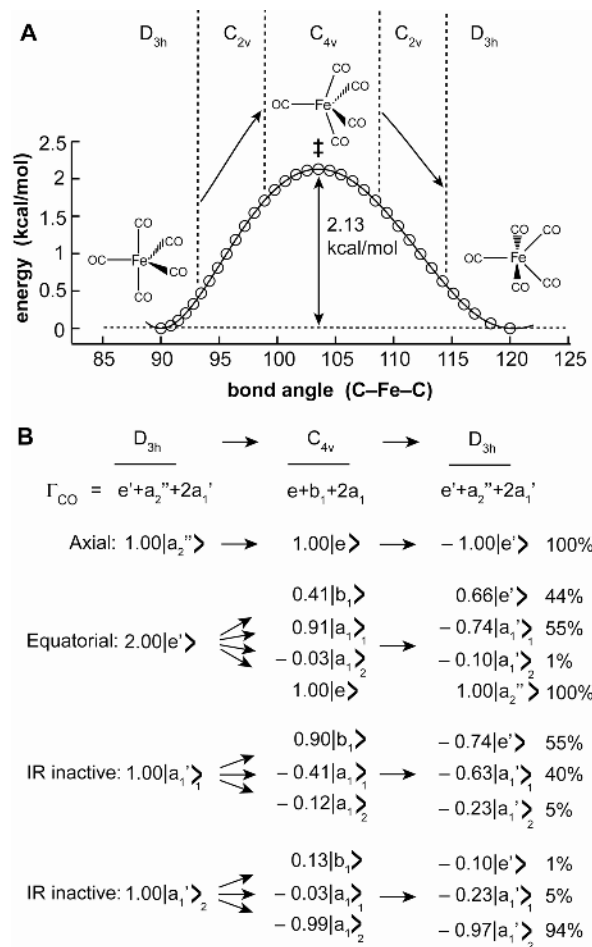 A
D3h C2v C4v C2v D3h
CO
CO
OC Fe CO
CO
‡
2.5
2
1.5
1
0.5
0
energy (kcal/mol)
2.13
kcal/mol
CO
CO
OC Fe CO
CO
CO CO
OC Fe
CO CO
85 90 95 100 105 110 115 120 125
bond angle (C–Fe–C)
B
D3h C4v D3h
ΓCO = e'+a2''+2a1' e+b1+2a1 e'+a2''+2a1'
Axial: 1.00|a2''> 1.00|e> – 1.00|e'> 100%
0.41|b1> 0.66|e'> 44%
0.91|a1>1 – 0.74|a1'>1 55%
Equatorial: 2.00|e'>
– 0.03|a1>2 – 0.10|a1'>2 1%
1.00|e> 1.00|a2''> 100%
0.90|b1> – 0.74|e'> 55%
IR inactive: 1.00|a1'>1 – 0.41|a1>1 – 0.63|a1'>1 40%
– 0.12|a1>2 – 0.23|a1'>2 5%
0.13|b1> – 0.10|e'> 1%
IR inactive: 1.00|a1'>2 – 0.03|a1>1 – 0.23|a1'>1 5%
– 0.99|a1>2 – 0.97|a1'>2 94%